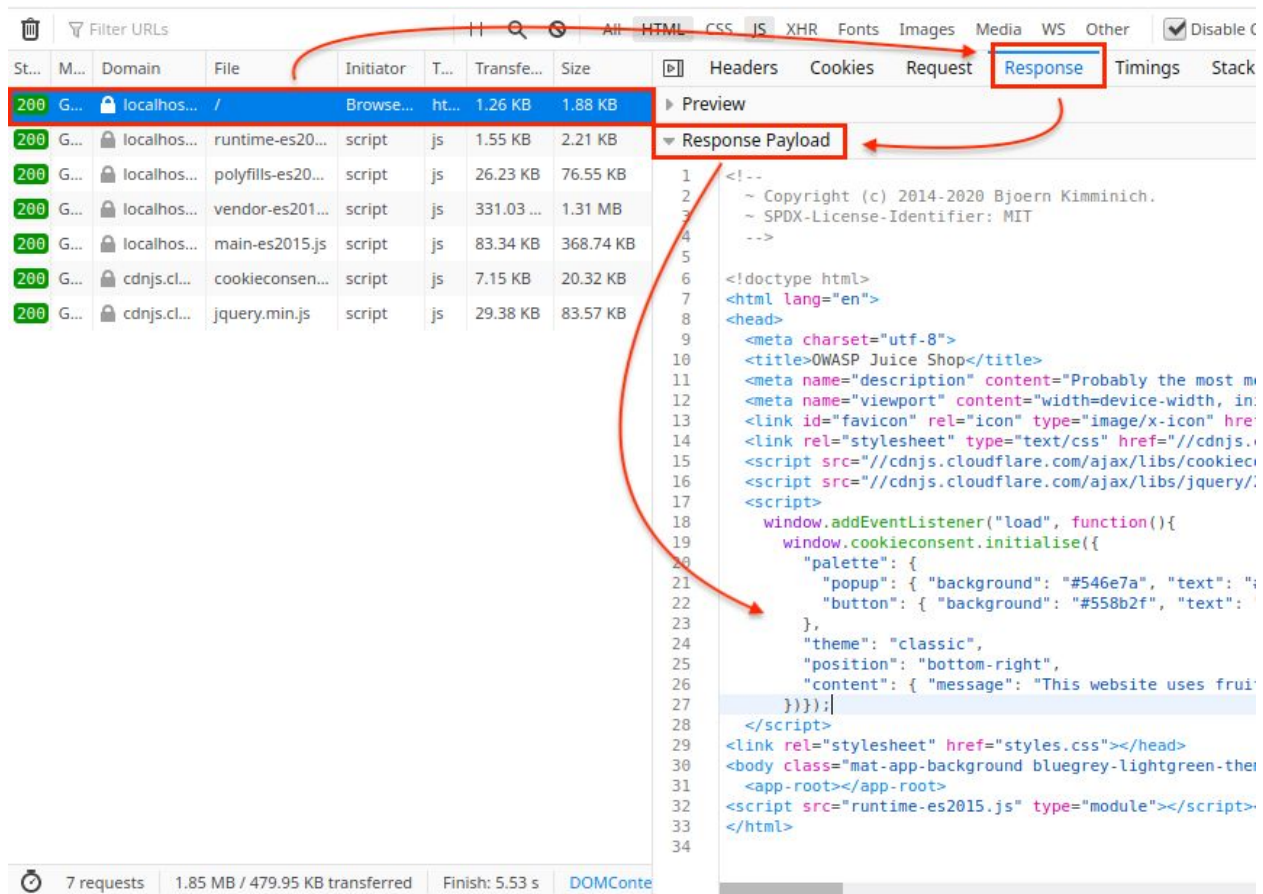 Filter URLs All HTML CSS JS XHR Fonts Images Media WS Other Disable
St... M... Domain File Initiator T... Transfe... Size Headers Cookies Request Response Timings Stack
200 G... localhos... / Browse... ht... 1.26 KB 1.88 KB
Preview
200 G... localhos... runtime-es20... script js 1.55 KB 2.21 KB
Response Payload
200 G... localhos... polyfills-es20... script js 26.23 KB 76.55 KB
200 G... localhos... vendor-es201... script js 331.03 ... 1.31 MB
200 G... localhos... main-es2015.js script js 83.34 KB 368.74 KB
200 G... cdnjs.cl... cookieconsen... script js 7.15 KB 20.32 KB
200 G... cdnjs.cl... jquery.min.js script js 29.38 KB 83.57 KB
1 <!--
2 ~ Copyright (c) 2014-2020 Bjoern Kimminich.
3 ~ SPDX-License-Identifier: MIT
4 -->
5
6 <!doctype html>
7 <html lang="en">
8 <head>
9 <meta charset="utf-8">
10 <title>OWASP Juice Shop</title>
11 <meta name="description" content="Probably the most
12 <meta name="viewport" content="width=device-width,
13 <link id="favicon" rel="icon" type="image/x-icon"
14 <link rel="stylesheet" type="text/css" href="//cdnjs.
15 <script src="//cdnjs.cloudflare.com/ajax/libs/
16 <script src="//cdnjs.cloudflare.com/ajax/libs/jquery/
17 <script>
18 window.addEventListener("load", function(){
19 window.cookieconsent.initialise({
20 "palette": {
21 "popup": { "background": "#546e7a", "text":
22 "button": { "background": "#558b2f", "text":
23 },
24 "theme": "classic",
25 "position": "bottom-right",
26 "content": { "message": "This website uses
27 })});
28 </script>
29 <link rel="stylesheet" href="styles.css"></head>
30 <body class="mat-app-background
31 <app-root></app-root>
32 <script src="runtime-es2015.js" type="module"></script>
33 </html>
34
7 requests 1.85 MB / 479.95 KB transferred Finish: 5.53 s DOMConte